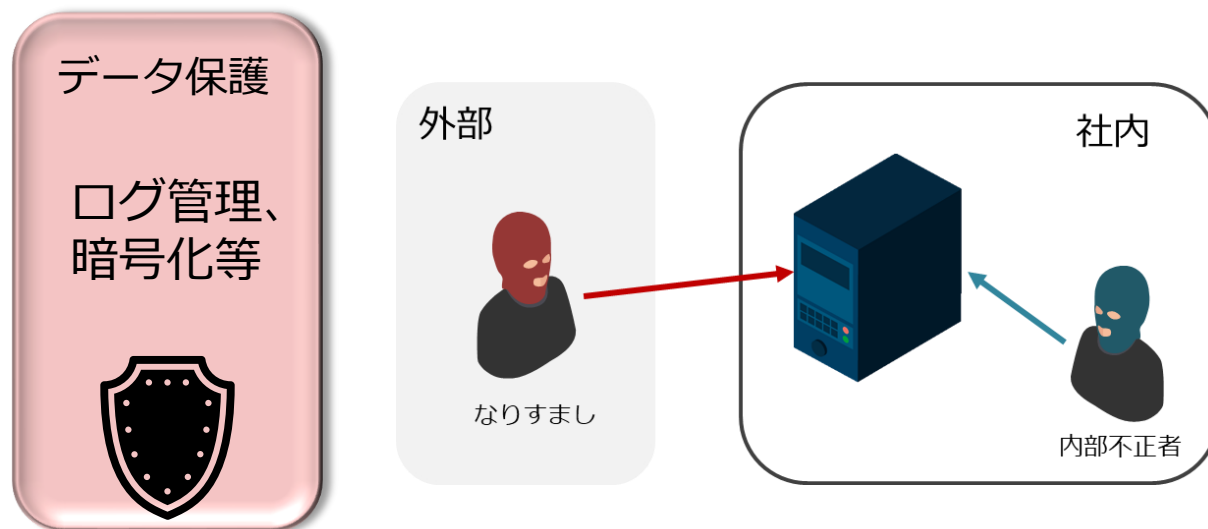 データ保護
ログ管理、
暗号化等
外部
なりすまし
社内
内部不正者